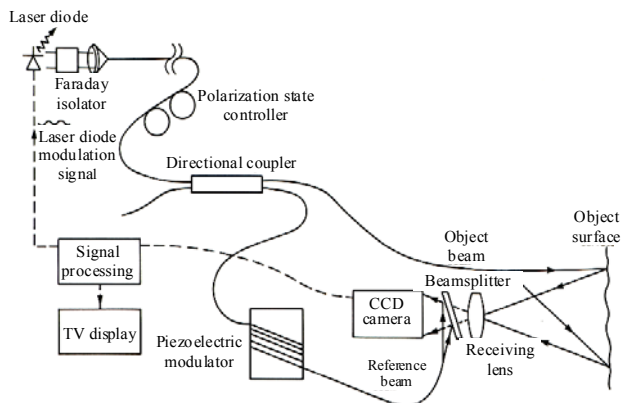 Laser diode
Faraday
isolator
Polarization state
controller
Laser diode
modulation
signal
Directional coupler
Object
surface
Object
beam
Signal
processing
Beamsplitter
CCD
camera
TV display
Piezoelectric
modulator
Receiving
lens
Reference
beam